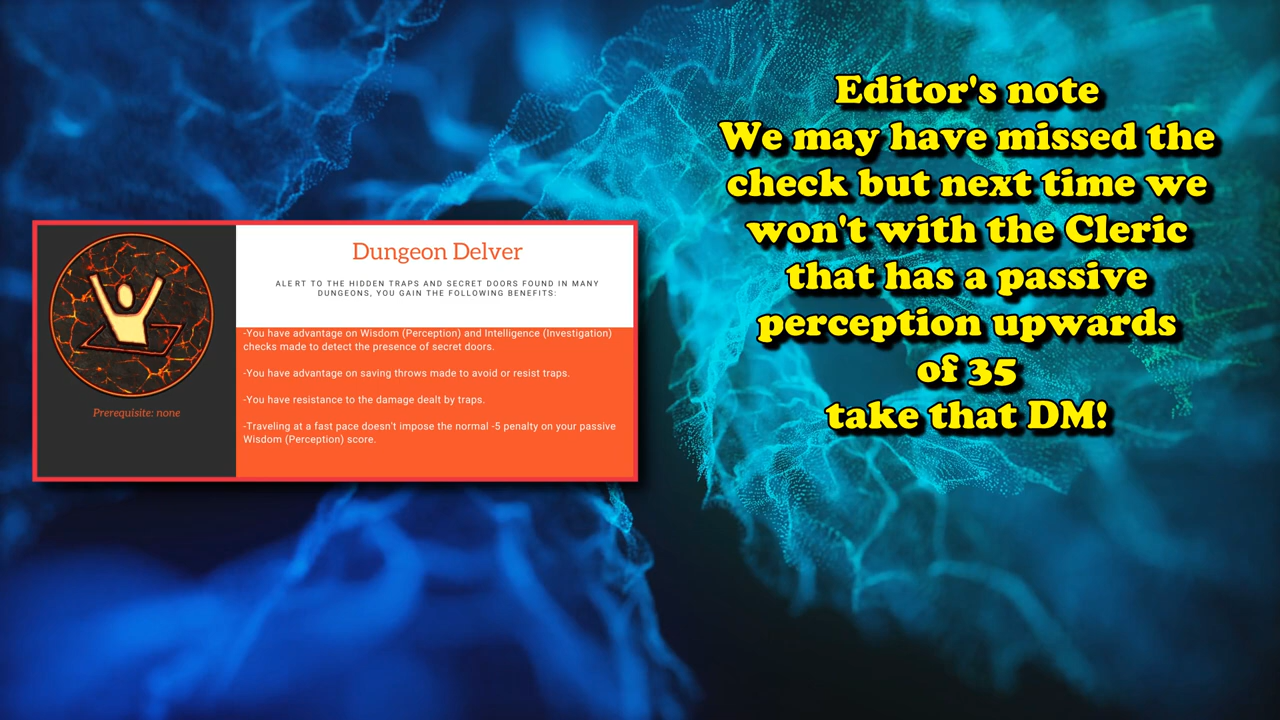 Dungeon Delver
ALERT TO THE HIDDEN TRAPS AND SECRET DOORS FOUND IN MANY
DUNGEONS, YOU GAIN THE FOLLOWING BENEFITS:
Prerequisite: none
-You have advantage on Wisdom (Perception) and Intelligence (Investigation)
checks made to detect the presence of secret doors.
-You have advantage on saving throws made to avoid or resist traps.
-You have resistance to the damage dealt by traps.
-Traveling at a fast pace doesn't impose the normal -5 penalty on your passive
Wisdom (Perception) score.
Editor's note
We may have missed the
check but next time we
won't with the Cleric
that has a passive
perception upwards
of 35
take that DM!